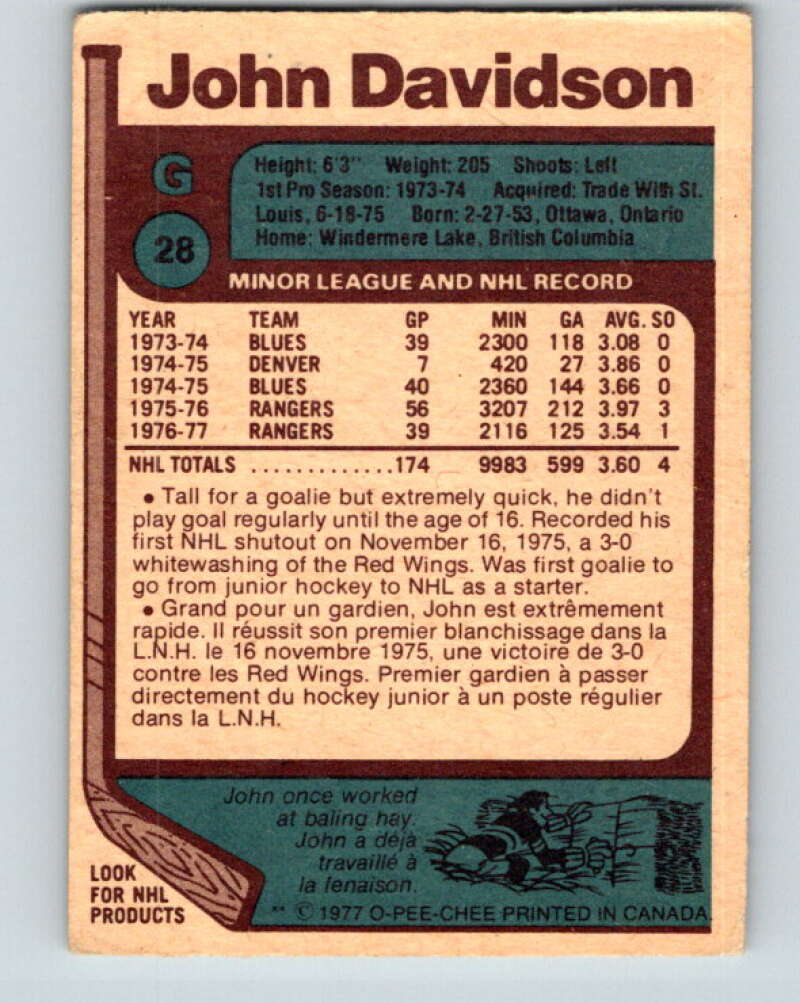 John Davidson
G
28
Height: 6'3" Weight: 205 Shoots: Left
1st Pro Season: 1973-74 Acquired: Trade With St.
Louis, 6-18-75 Born: 2-27-53, Ottawa, Ontario
Home: Windermere Lake, British Columbia
MINOR LEAGUE AND NHL RECORD
YEAR TEAM GP MIN GA AVG. SO
1973-74 BLUES 39 2300 118 3.08 0
1974-75 DENVER 7 420 27 3.86 0
1974-75 BLUES 40 2360 144 3.66 0
1975-76 RANGERS 56 3207 212 3.97 3
1976-77 RANGERS 39 2116 125 3.54 1
NHL TOTALS .............174 9983 599 3.60 4
• Tall for a goalie but extremely quick, he didn't
play goal regularly until the age of 16. Recorded his
first NHL shutout on November 16, 1975, a 3-0
whitewashing of the Red Wings. Was first goalie to
go from junior hockey to NHL as a starter.
• Grand pour un gardien, John est extrêmement
rapide. Il réussit son premier blanchissage dans la
L.N.H. le 16 novembre 1975, une victoire de 3-0
contre les Red Wings. Premier gardien à passer
directement du hockey junior à un poste régulier
dans la L.N.H.
John once worked
at baling hay.
John a déjà
travaillé à
la fenaison.
LOOK
FOR NHL
PRODUCTS
** © 1977 O-PEE-CHEE PRINTED IN CANADA